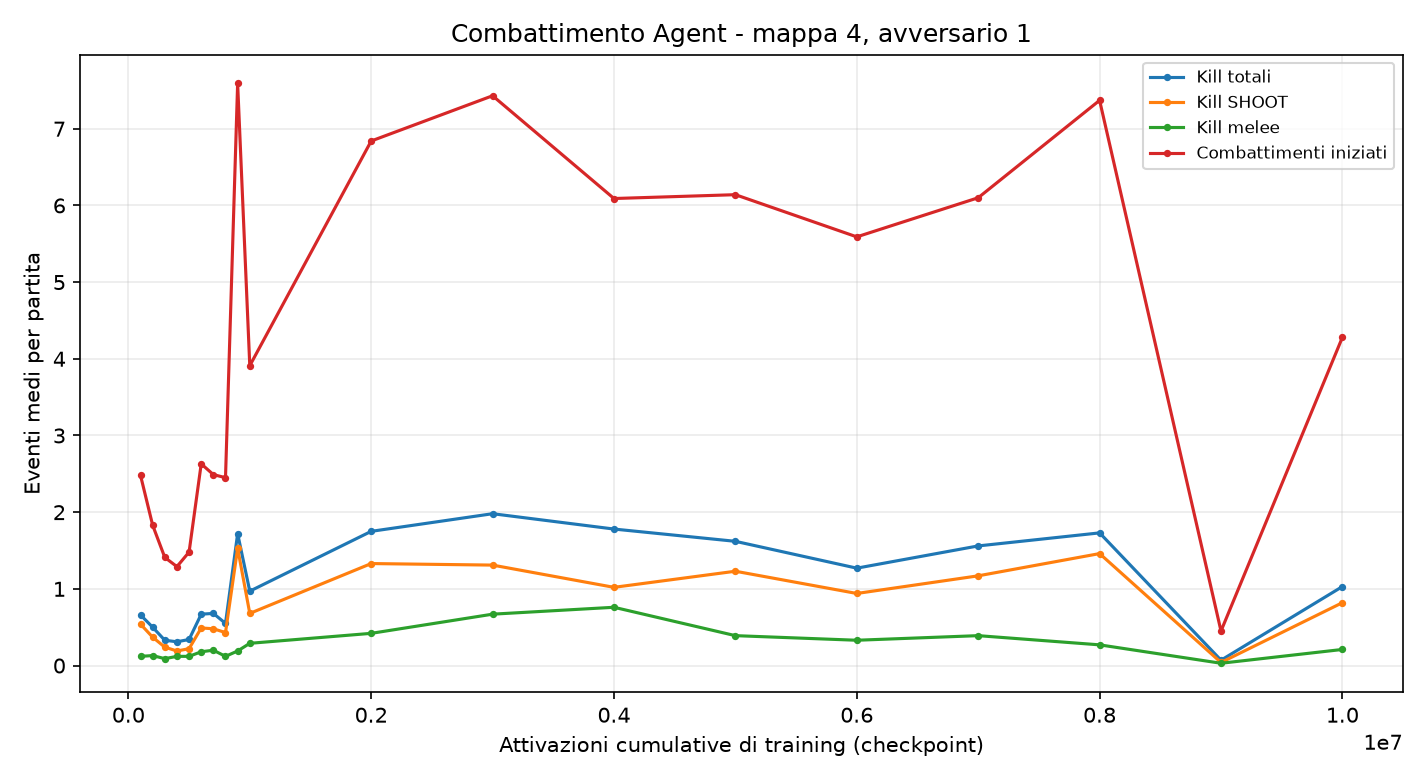 Combattimento Agent - mappa 4, avversario 1
Kill totali
Kill SHOOT
Kill melee
Combattimenti iniziati
Eventi medi per partita
7
6
5
4
3
2
1
0
0.0 0.2 0.4 0.6 0.8 1.0
1e7
Attivazioni cumulative di training (checkpoint)